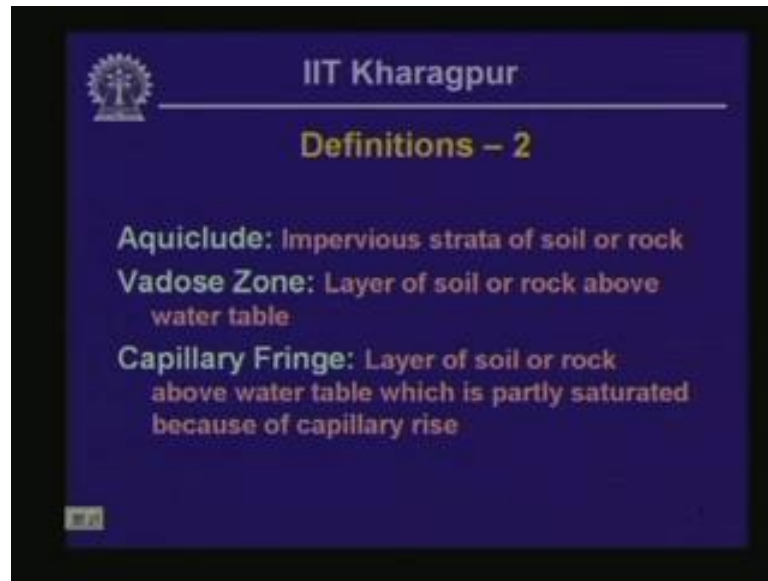 IIT Kharagpur
Definitions – 2
Aquiclude: Impervious strata of soil or rock
Vadose Zone: Layer of soil or rock above
water table
Capillary Fringe: Layer of soil or rock
above water table which is partly saturated
because of capillary rise